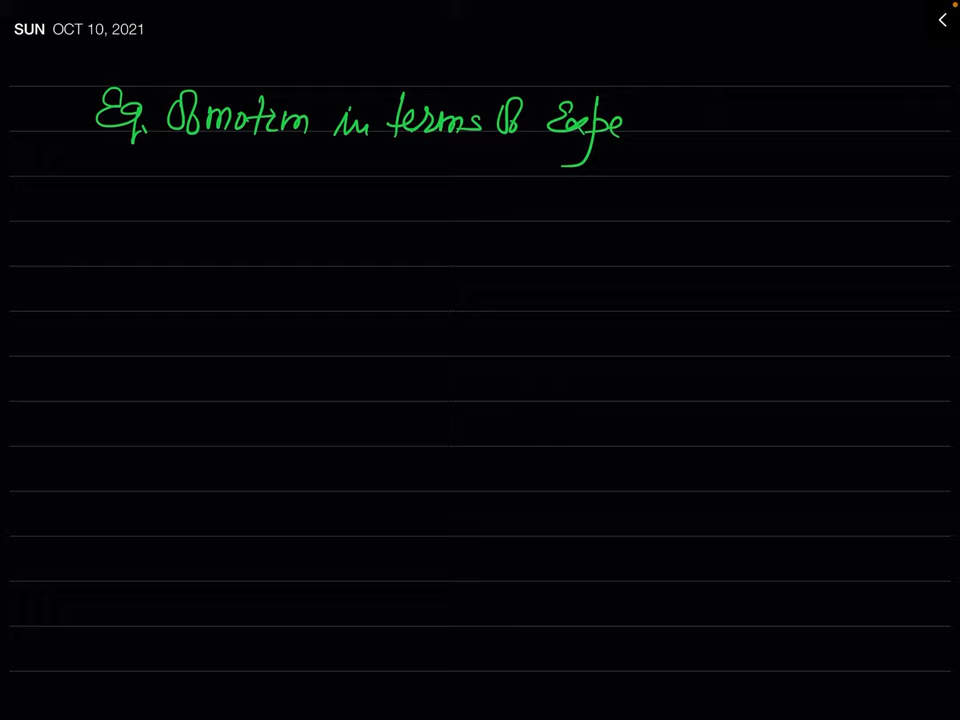 SUN OCT 10, 2021
Eq. Of motion in terms of Expe